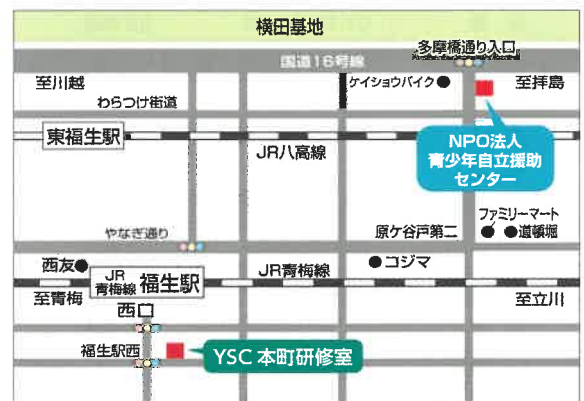 横田基地
多摩橋通り入口
国道16号線
至川越
ケイショウバイク
至拝島
わらつけ街道
東福生駅
JR八高線
NPO法人
青少年自立援助
センター
ファミリーマート
道頓堀
やなぎ通り
原ケ谷戸第二
西友
コジマ
JR
青梅線
福生駅
JR青梅線
至青梅
至立川
西口
福生駅西
YSC 本町研修室